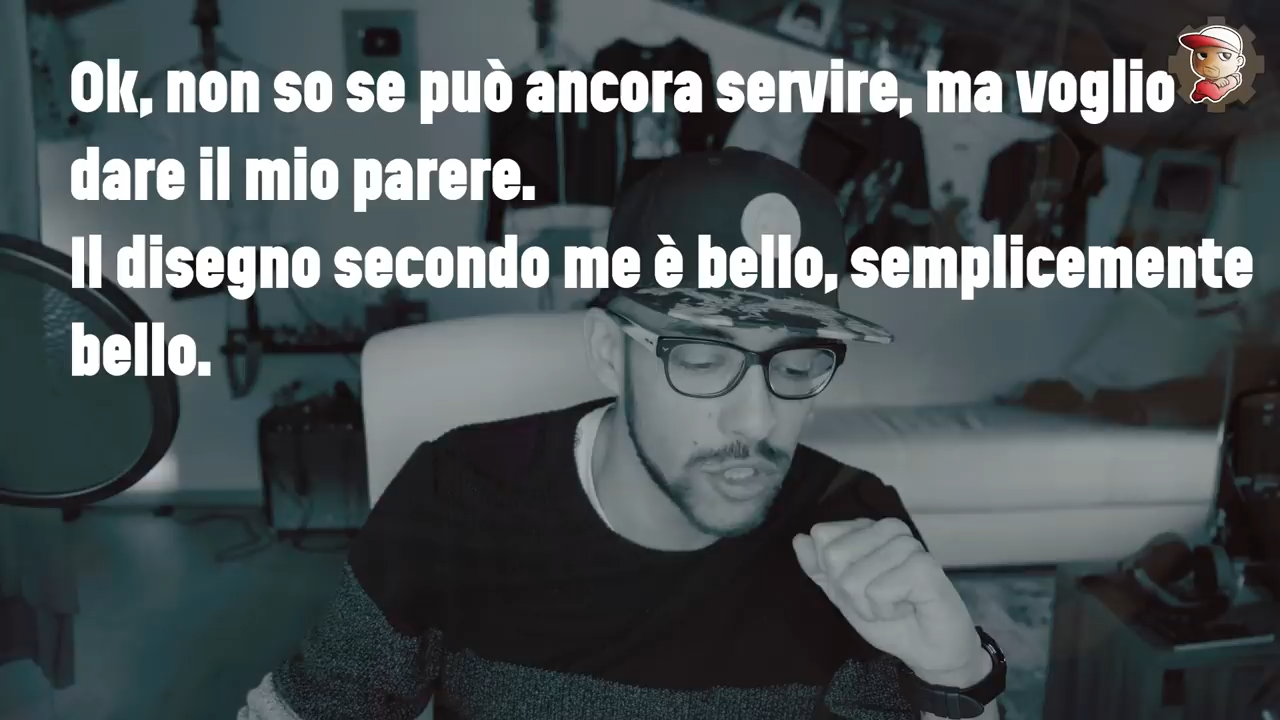 Ok, non so se può ancora servire, ma voglio
dare il mio parere.
Il disegno secondo me è bello, semplicemente
bello.